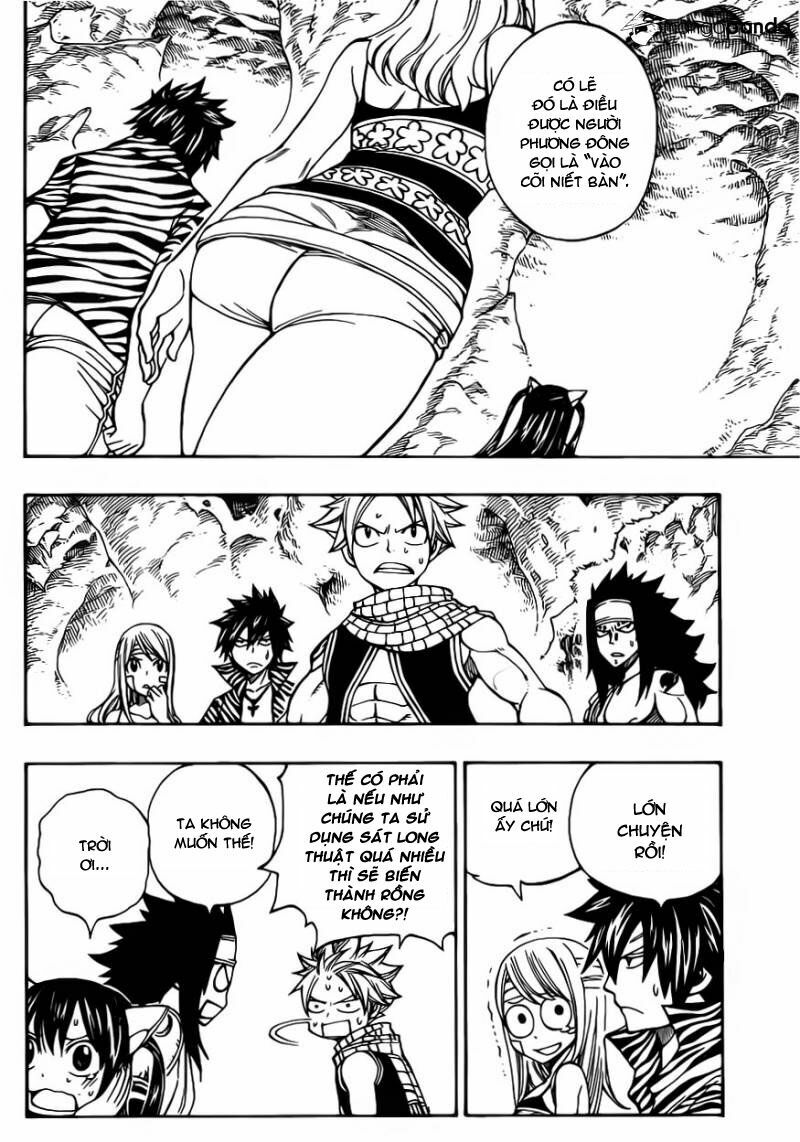 CÓ LẼ
ĐÓ LÀ ĐIỀU
ĐƯỢC NGƯỜI
PHƯƠNG ĐÔNG
GỌI LÀ “VÀO
CÕI NIẾT BÀN”.
LỚN
CHUYỆN
RỒI!
QUÁ LỚN
ẤY CHỨ!
THẾ CÓ PHẢI
LÀ NẾU NHƯ
CHÚNG TA SỬ
DỤNG SÁT LONG
THUẬT QUÁ NHIỀU
THÌ SẼ BIẾN
THÀNH RỒNG
KHÔNG?!
TA KHÔNG
MUỐN THẾ!
TRỜI
ƠI...